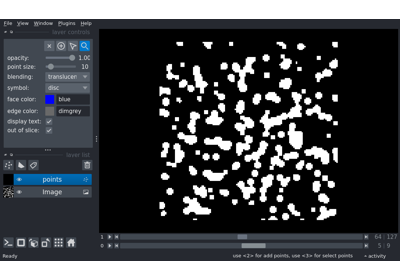 File View Window Plugins Help
layer controls
opacity: 1.00
point size: 10
blending: translucen
symbol: disc
face color: blue
edge color: dimgrey
display text:
out of slice:
layer list
points
Image
1 64 127
0 5 9
Ready use <2> for add points, use <3> for select points activity